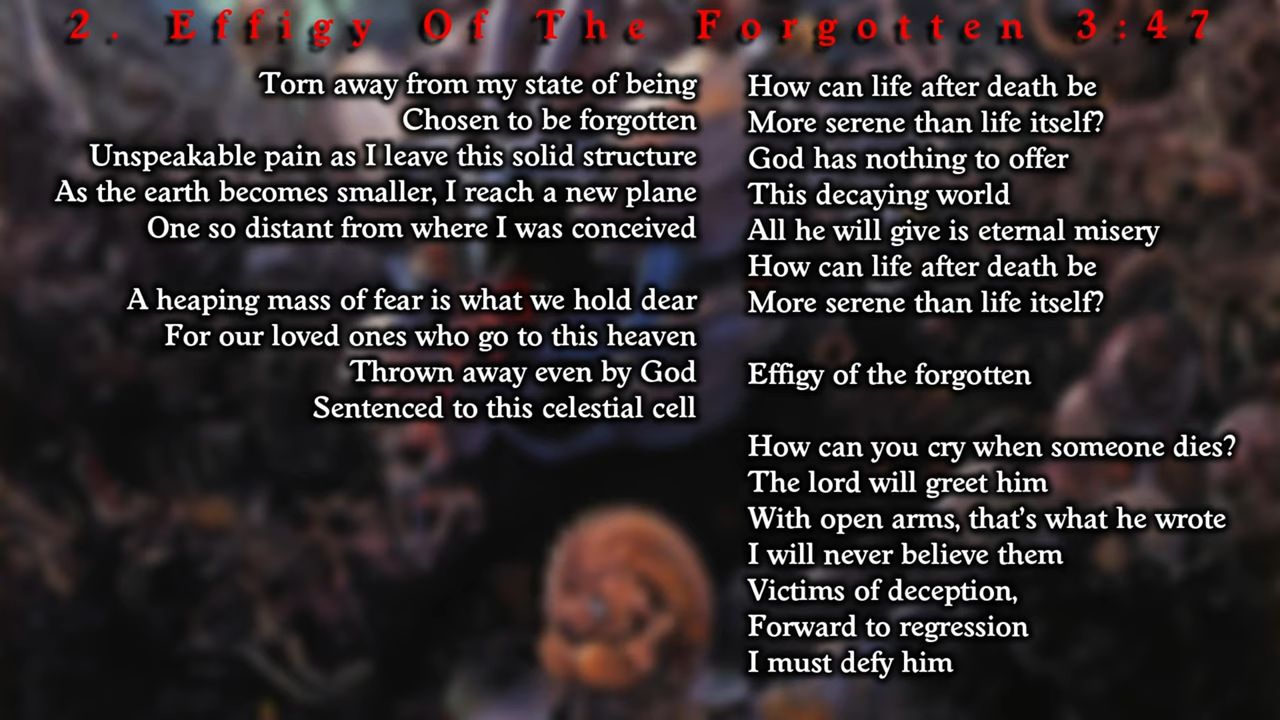 2. Effigy Of The Forgotten 3:47
Torn away from my state of being
Chosen to be forgotten
Unspeakable pain as I leave this solid structure
As the earth becomes smaller, I reach a new plane
One so distant from where I was conceived
A heaping mass of fear is what we hold dear
For our loved ones who go to this heaven
Thrown away even by God
Sentenced to this celestial cell
How can life after death be
More serene than life itself?
God has nothing to offer
This decaying world
All he will give is eternal misery
How can life after death be
More serene than life itself?
Effigy of the forgotten
How can you cry when someone dies?
The lord will greet him
With open arms, that's what he wrote
I will never believe them
Victims of deception,
Forward to regression
I must defy him